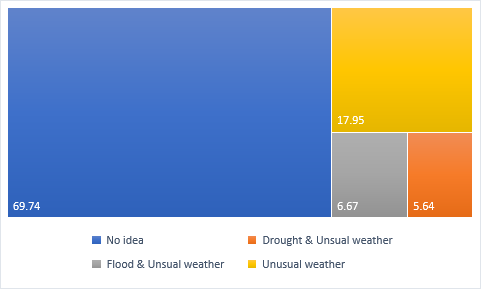 17.95
69.74
6.67
5.64
No idea
Drought & Unsual weather
Flood & Unsual weather
Unusual weather